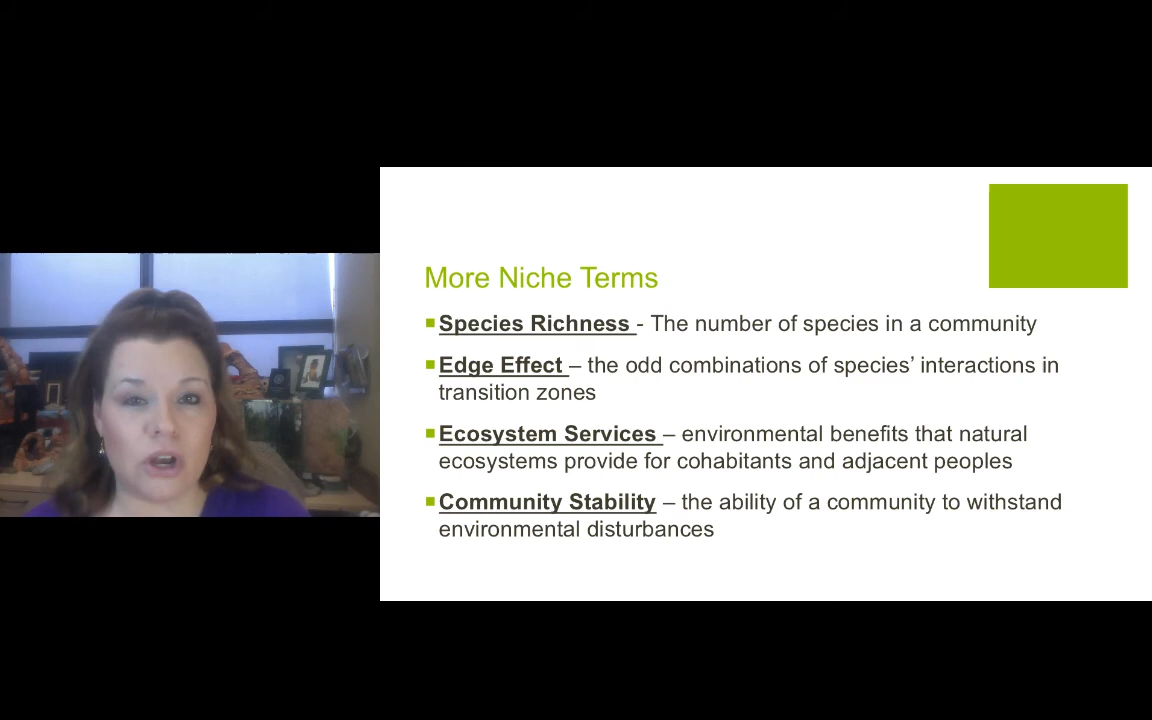 More Niche Terms
▪Species Richness - The number of species in a community
▪Edge Effect – the odd combinations of species’ interactions in
transition zones
▪Ecosystem Services – environmental benefits that natural
ecosystems provide for cohabitants and adjacent peoples
▪Community Stability – the ability of a community to withstand
environmental disturbances